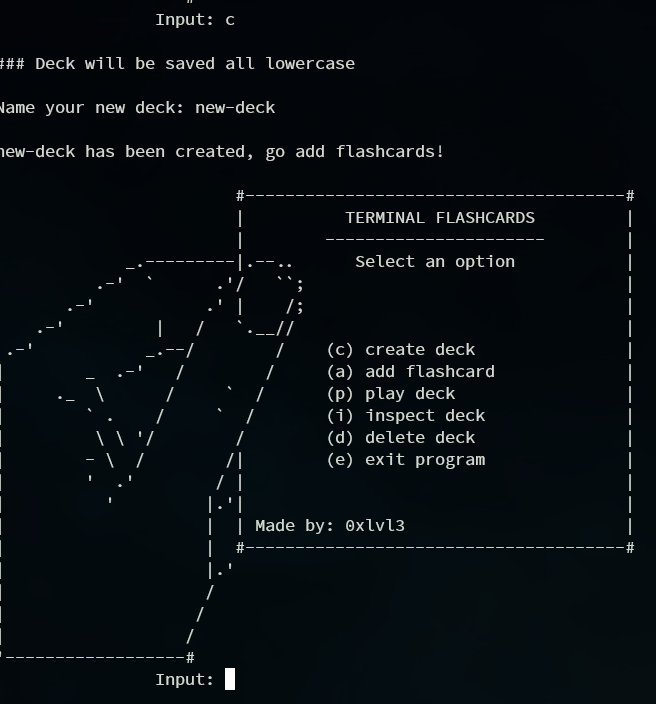 Input: c
### Deck will be saved all lowercase
Name your new deck: new-deck
new-deck has been created, go add flashcards!
TERMINAL FLASHCARDS
Select an option
(c) create deck
(a) add flashcard
(p) play deck
(i) inspect deck
(d) delete deck
(e) exit program
Made by: 0xlvl3
Input: